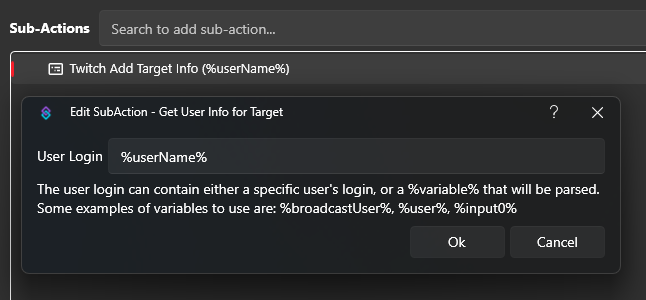 Sub-Actions
Search to add sub-action...
Twitch Add Target Info (%userName%)
Edit SubAction - Get User Info for Target
?
User Login
%userName%
The user login can contain either a specific user's login, or a %variable% that will be parsed.
Some examples of variables to use are: %broadcastUser%, %user%, %input0%
Ok
Cancel